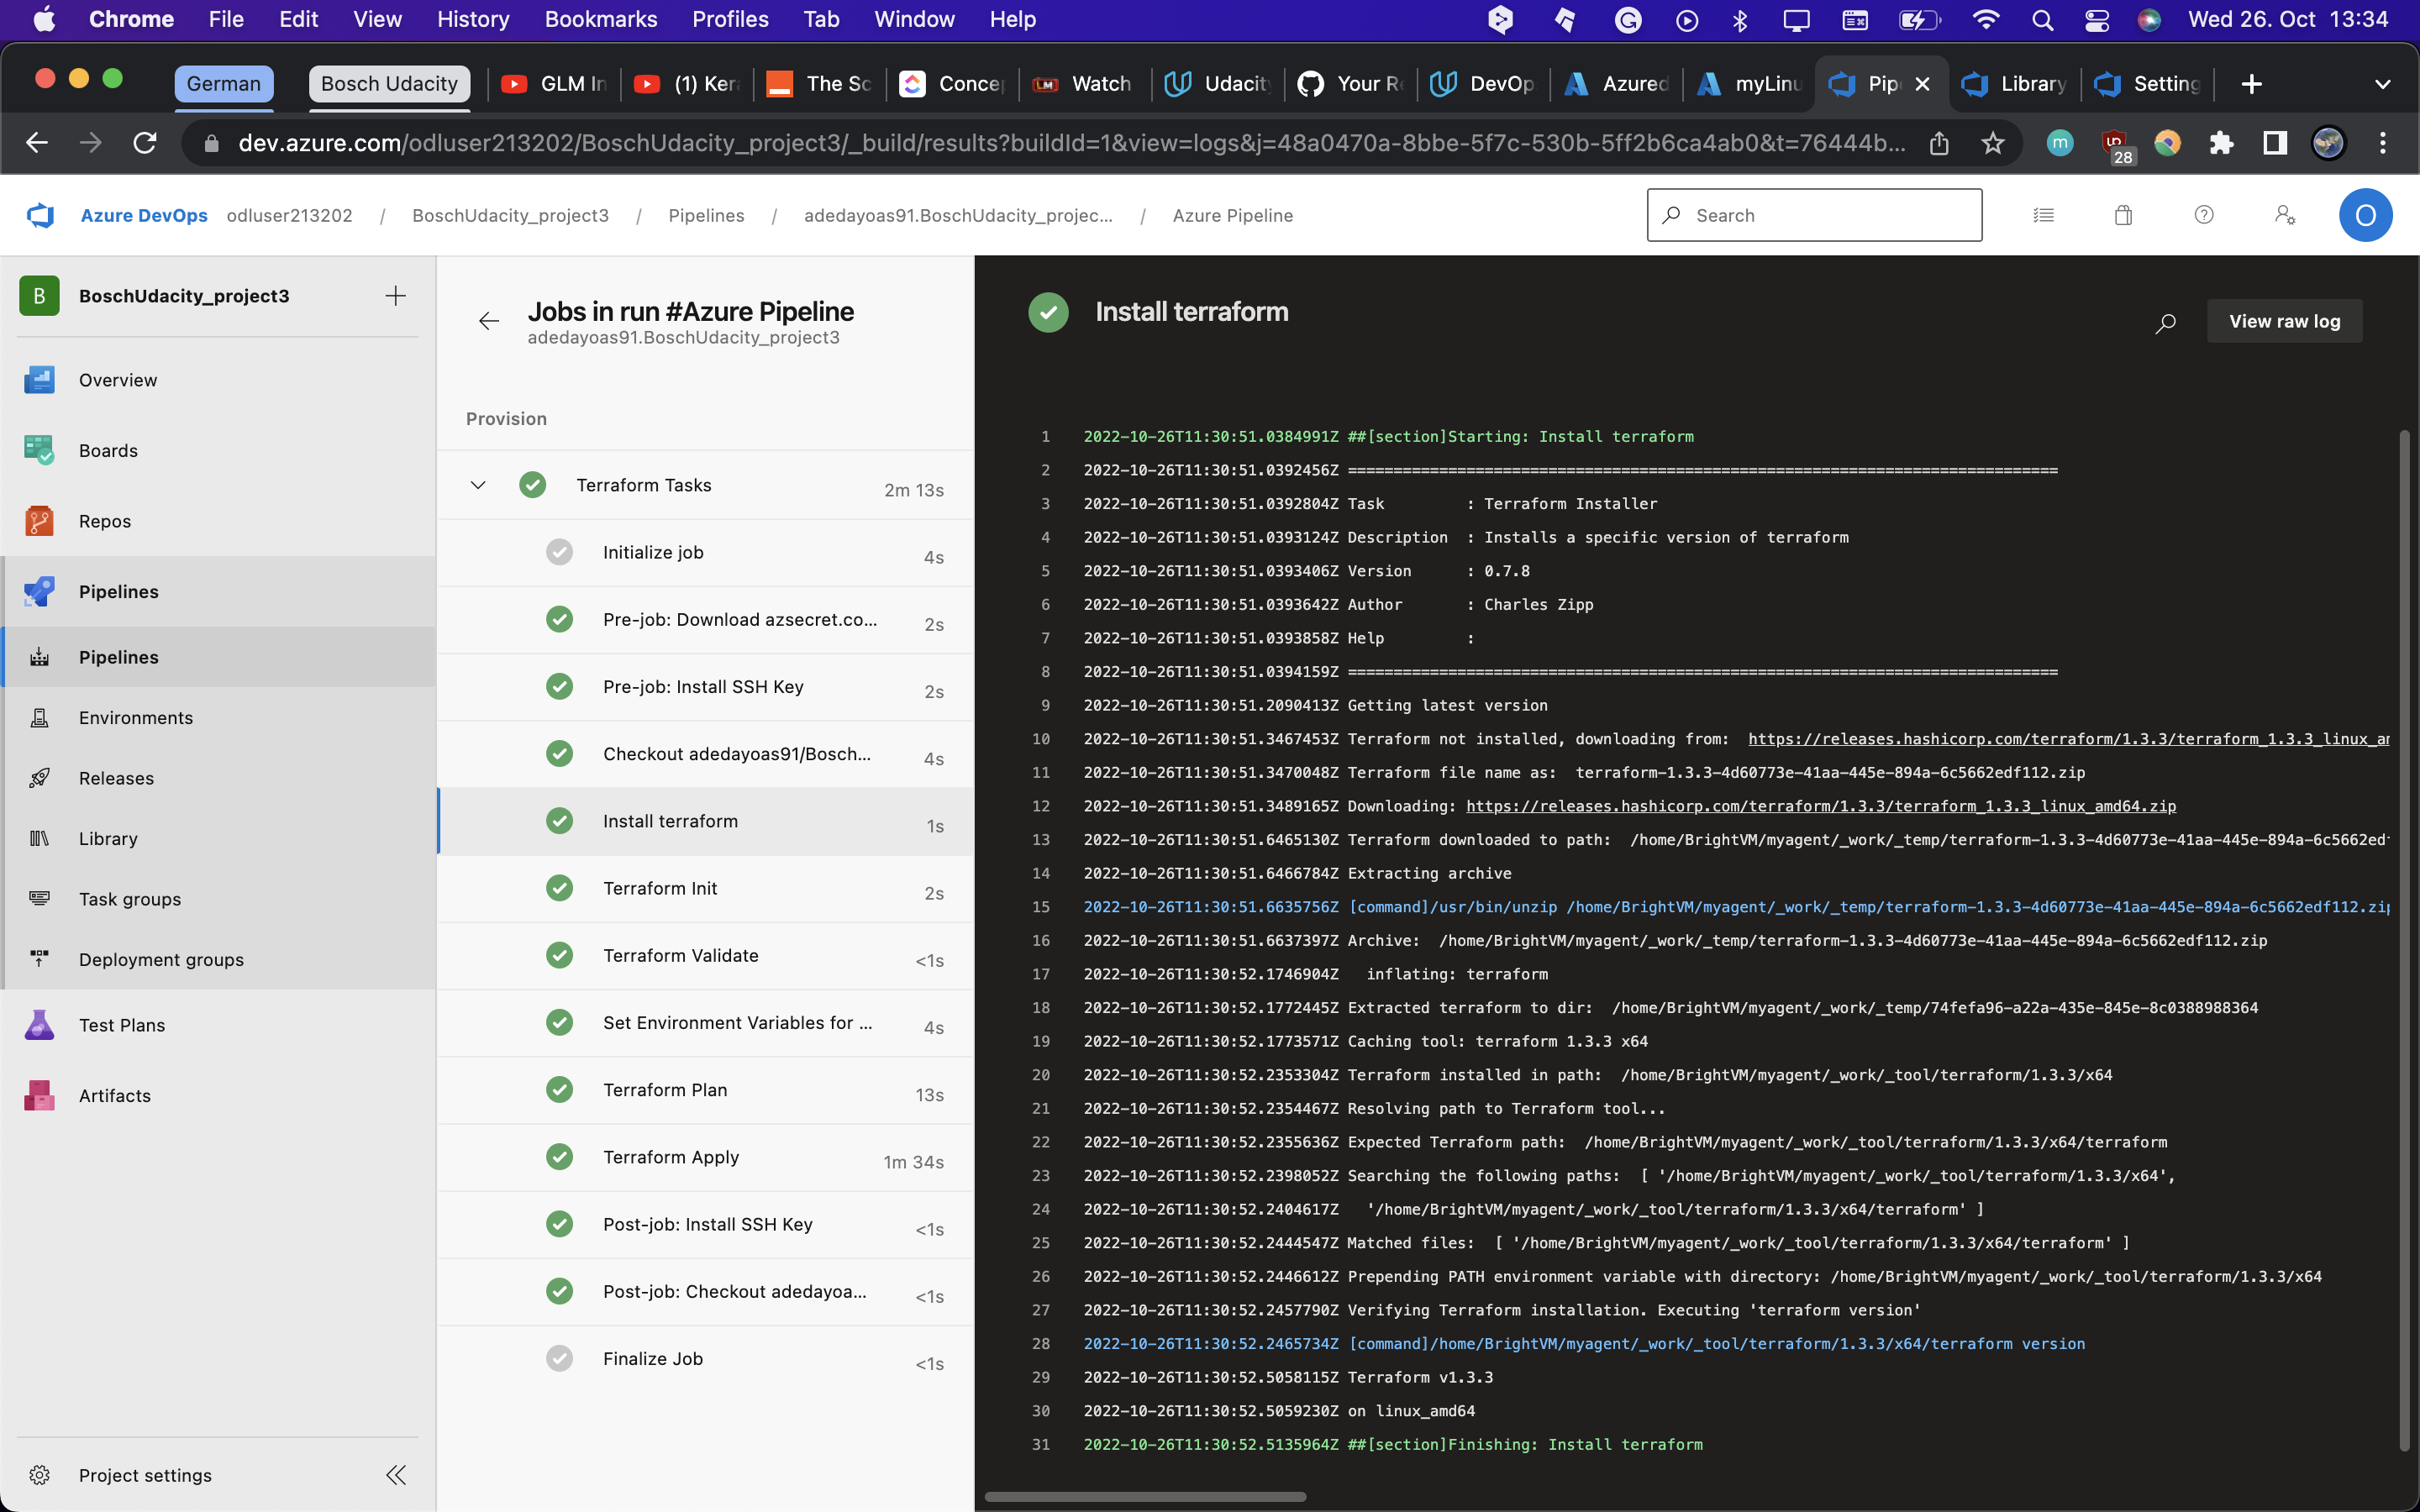 Chrome File Edit View History Bookmarks Profiles Tab Window Help Wed 26. Oct 13:34
German Bosch Udacity GLM In (1) Ker The Sc Concep Watch Udacit Your Re DevOp Azured myLinu Pip Library Setting
dev.azure.com/odluser213202/BoschUdacity_project3/_build/results?buildId=1&view=logs&j=48a0470a-8bbe-5f7c-530b-5ff2b6ca4ab0&t=76444b... m 28
Azure DevOps odluser213202 / BoschUdacity_project3 / Pipelines / adedayoas91.BoschUdacity_projec... / Azure Pipeline Search O
B BoschUdacity_project3
Overview
Boards
Repos
Pipelines
Pipelines
Environments
Releases
Library
Task groups
Deployment groups
Test Plans
Artifacts
Project settings
Jobs in run #Azure Pipeline
adedayoas91.BoschUdacity_project3
Provision
Terraform Tasks 2m 13s
Initialize job 4s
Pre-job: Download azsecret.co... 2s
Pre-job: Install SSH Key 2s
Checkout adedayoas91/Bosch... 4s
Install terraform 1s
Terraform Init 2s
Terraform Validate <1s
Set Environment Variables for ... 4s
Terraform Plan 13s
Terraform Apply 1m 34s
Post-job: Install SSH Key <1s
Post-job: Checkout adedayoa... <1s
Finalize Job <1s
Install terraform
View raw log
1 2022-10-26T11:30:51.0384991Z ##[section]Starting: Install terraform
2 2022-10-26T11:30:51.0392456Z ==============================================================================
3 2022-10-26T11:30:51.0392804Z Task : Terraform Installer
4 2022-10-26T11:30:51.0393124Z Description : Installs a specific version of terraform
5 2022-10-26T11:30:51.0393406Z Version : 0.7.8
6 2022-10-26T11:30:51.0393642Z Author : Charles Zipp
7 2022-10-26T11:30:51.0393858Z Help :
8 2022-10-26T11:30:51.0394159Z ==============================================================================
9 2022-10-26T11:30:51.2090413Z Getting latest version
10 2022-10-26T11:30:51.3467453Z Terraform not installed, downloading from: https://releases.hashicorp.com/terraform/1.3.3/terraform_1.3.3_linux_am
11 2022-10-26T11:30:51.3470048Z Terraform file name as: terraform-1.3.3-4d60773e-41aa-445e-894a-6c5662edf112.zip
12 2022-10-26T11:30:51.3489165Z Downloading: https://releases.hashicorp.com/terraform/1.3.3/terraform_1.3.3_linux_amd64.zip
13 2022-10-26T11:30:51.6465130Z Terraform downloaded to path: /home/BrightVM/myagent/_work/_temp/terraform-1.3.3-4d60773e-41aa-445e-894a-6c5662edf
14 2022-10-26T11:30:51.6466784Z Extracting archive
15 2022-10-26T11:30:51.6635756Z [command]/usr/bin/unzip /home/BrightVM/myagent/_work/_temp/terraform-1.3.3-4d60773e-41aa-445e-894a-6c5662edf112.zip
16 2022-10-26T11:30:51.6637397Z Archive: /home/BrightVM/myagent/_work/_temp/terraform-1.3.3-4d60773e-41aa-445e-894a-6c5662edf112.zip
17 2022-10-26T11:30:52.1746904Z inflating: terraform
18 2022-10-26T11:30:52.1772445Z Extracted terraform to dir: /home/BrightVM/myagent/_work/_temp/74fefa96-a22a-435e-845e-8c0388988364
19 2022-10-26T11:30:52.1773571Z Caching tool: terraform 1.3.3 x64
20 2022-10-26T11:30:52.2353304Z Terraform installed in path: /home/BrightVM/myagent/_work/_tool/terraform/1.3.3/x64
21 2022-10-26T11:30:52.2354467Z Resolving path to Terraform tool...
22 2022-10-26T11:30:52.2355636Z Expected Terraform path: /home/BrightVM/myagent/_work/_tool/terraform/1.3.3/x64/terraform
23 2022-10-26T11:30:52.2398052Z Searching the following paths: [ '/home/BrightVM/myagent/_work/_tool/terraform/1.3.3/x64',
24 2022-10-26T11:30:52.2404617Z '/home/BrightVM/myagent/_work/_tool/terraform/1.3.3/x64/terraform' ]
25 2022-10-26T11:30:52.2444547Z Matched files: [ '/home/BrightVM/myagent/_work/_tool/terraform/1.3.3/x64/terraform' ]
26 2022-10-26T11:30:52.2446612Z Prepending PATH environment variable with directory: /home/BrightVM/myagent/_work/_tool/terraform/1.3.3/x64
27 2022-10-26T11:30:52.2457790Z Verifying Terraform installation. Executing 'terraform version'
28 2022-10-26T11:30:52.2465734Z [command]/home/BrightVM/myagent/_work/_tool/terraform/1.3.3/x64/terraform version
29 2022-10-26T11:30:52.5058115Z Terraform v1.3.3
30 2022-10-26T11:30:52.5059230Z on linux_amd64
31 2022-10-26T11:30:52.5135964Z ##[section]Finishing: Install terraform